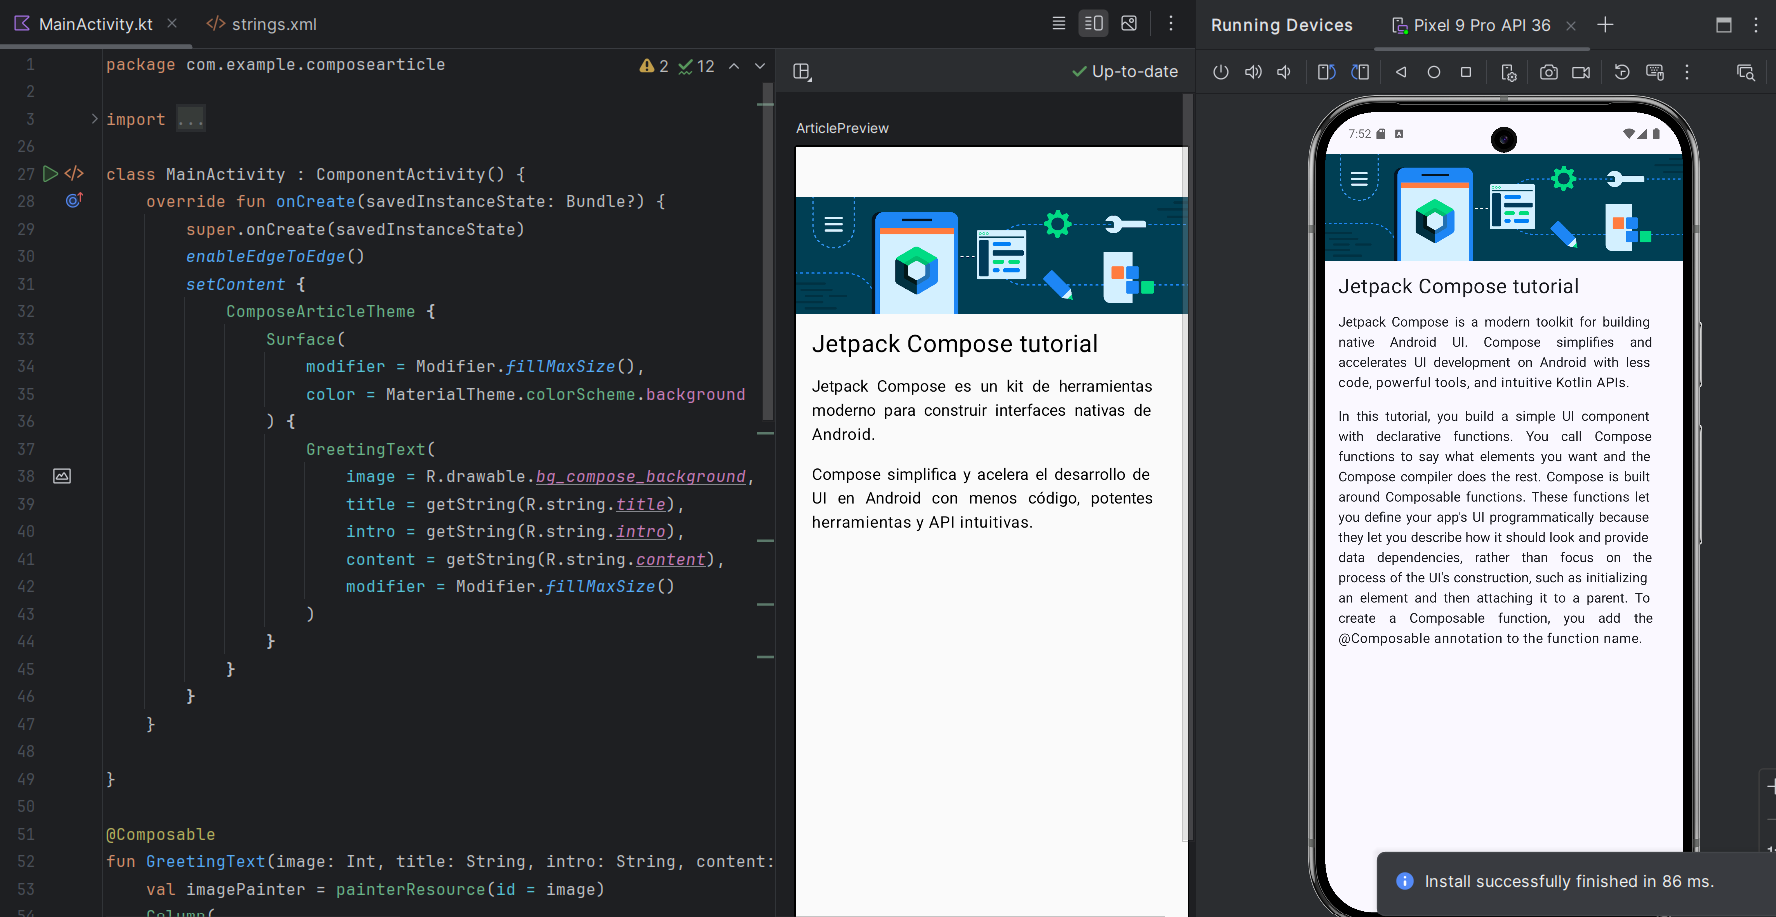 MainActivity.kt
strings.xml
1 package com.example.composearticle
2 12
2
3 import ...
26
27 class MainActivity : ComponentActivity() {
28 override fun onCreate(savedInstanceState: Bundle?) {
29 super.onCreate(savedInstanceState)
30 enableEdgeToEdge()
31 setContent {
32 ComposeArticleTheme {
33 Surface(
34 modifier = Modifier.fillMaxSize(),
35 color = MaterialTheme.colorScheme.background
36 ) {
37 GreetingText(
38 image = R.drawable.bg_compose_background,
39 title = getString(R.string.title),
40 intro = getString(R.string.intro),
41 content = getString(R.string.content),
42 modifier = Modifier.fillMaxSize()
43 )
44 }
45 }
46 }
47 }
48
49 }
50
51 @Composable
52 fun GreetingText(image: Int, title: String, intro: String, content:
53 val imagePainter = painterResource(id = image)
54 Column(
Up-to-date
ArticlePreview
Jetpack Compose tutorial
Jetpack Compose es un kit de herramientas
moderno para construir interfaces nativas de
Android.
Compose simplifica y acelera el desarrollo de
UI en Android con menos código, potentes
herramientas y API intuitivas.
Running Devices
Pixel 9 Pro API 36
7:52
Jetpack Compose tutorial
Jetpack Compose is a modern toolkit for building
native Android UI. Compose simplifies and
accelerates UI development on Android with less
code, powerful tools, and intuitive Kotlin APIs.
In this tutorial, you build a simple UI component
with declarative functions. You call Compose
functions to say what elements you want and the
Compose compiler does the rest. Compose is built
around Composable functions. These functions let
you define your app's UI programmatically because
they let you describe how it should look and provide
data dependencies, rather than focus on the
process of the UI's construction, such as initializing
an element and then attaching it to a parent. To
create a Composable function, you add the
@Composable annotation to the function name.
Install successfully finished in 86 ms.